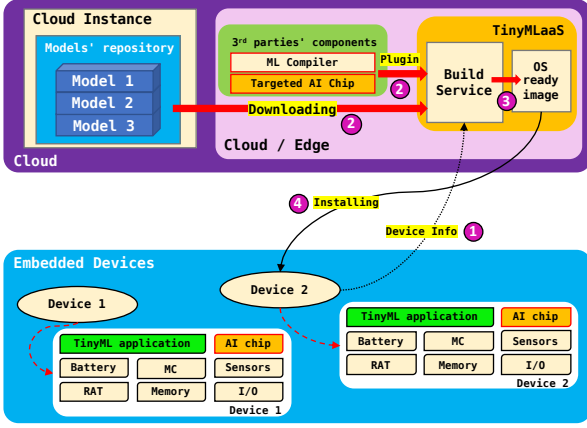 Cloud Instance
Models' repository
Model 1
Model 2
Model 3
Cloud
3rd parties' components
ML Compiler
Targeted AI Chip
Plugin
2
Downloading
2
Cloud / Edge
TinyMLaaS
Build
Service
3
OS
ready
image
4
Installing
Device Info
1
Embedded Devices
Device 1
TinyML application
AI chip
Battery
MC
Sensors
RAT
Memory
I/O
Device 1
Device 2
TinyML application
AI chip
Battery
MC
Sensors
RAT
Memory
I/O
Device 2